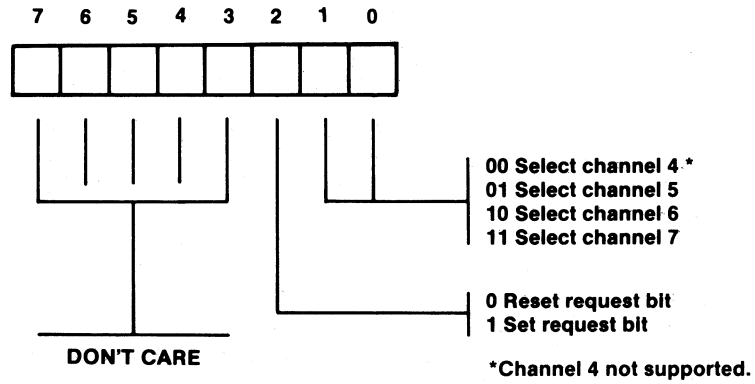 7 6 5 4 3 2 1 0
00 Select channel 4 *
01 Select channel 5
10 Select channel 6
11 Select channel 7
0 Reset request bit
1 Set request bit
DON'T CARE
*Channel 4 not supported.